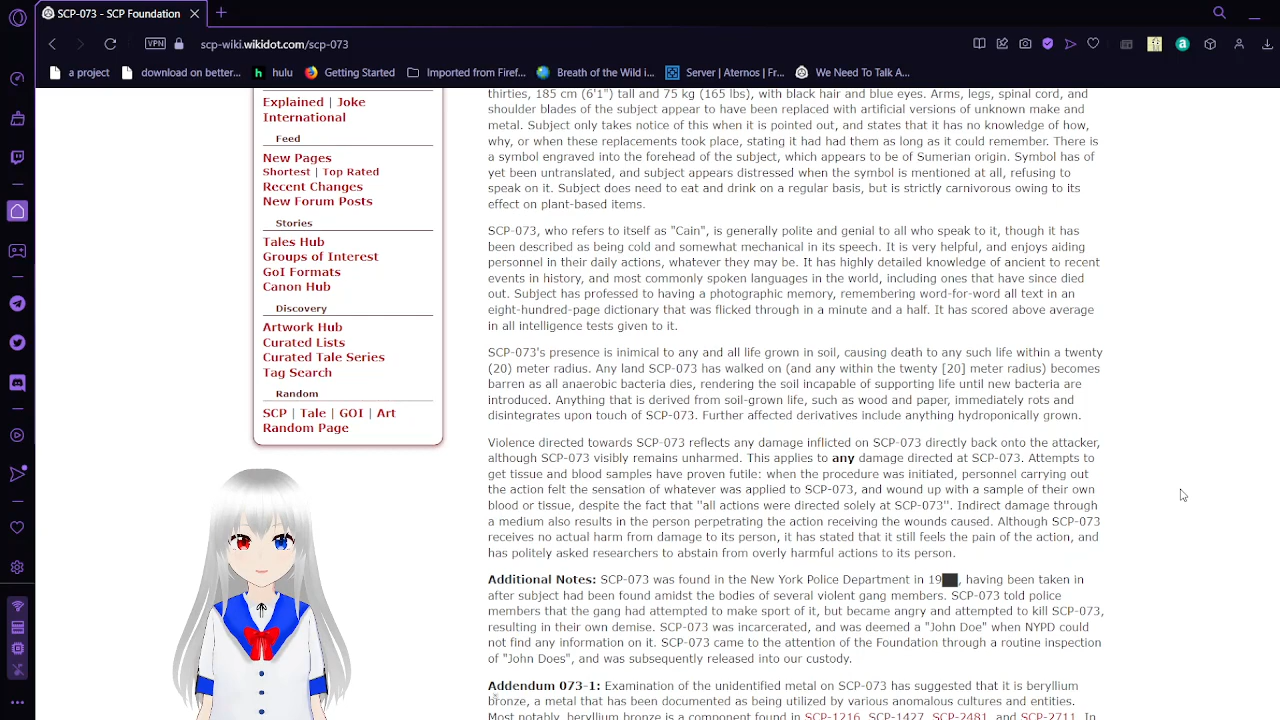 SCP-073 - SCP Foundation
VPN
scp-wiki.wikidot.com/scp-073
a project
download on better...
hulu
Getting Started
Imported from Firef...
Breath of the Wild i...
Server | Aternos | Fr...
We Need To Talk A...
Explained | Joke
International
Feed
New Pages
Shortest | Top Rated
Recent Changes
New Forum Posts
Stories
Tales Hub
Groups of Interest
GoI Formats
Canon Hub
Discovery
Artwork Hub
Curated Lists
Curated Tale Series
Tag Search
Random
SCP | Tale | GOI | Art
Random Page
thirties, 185 cm (6'1") tall and 75 kg (165 lbs), with black hair and blue eyes. Arms, legs, spinal cord, and
shoulder blades of the subject appear to have been replaced with artificial versions of unknown make and
metal. Subject only takes notice of this when it is pointed out, and states that it has no knowledge of how,
why, or when these replacements took place, stating it had had them as long as it could remember. There is
a symbol engraved into the forehead of the subject, which appears to be of Sumerian origin. Symbol has of
yet been untranslated, and subject appears distressed when the symbol is mentioned at all, refusing to
speak on it. Subject does need to eat and drink on a regular basis, but is strictly carnivorous owing to its
effect on plant-based items.
SCP-073, who refers to itself as "Cain", is generally polite and genial to all who speak to it, though it has
been described as being cold and somewhat mechanical in its speech. It is very helpful, and enjoys aiding
personnel in their daily actions, whatever they may be. It has highly detailed knowledge of ancient to recent
events in history, and most commonly spoken languages in the world, including ones that have since died
out. Subject has professed to having a photographic memory, remembering word-for-word all text in an
eight-hundred-page dictionary that was flicked through in a minute and a half. It has scored above average
in all intelligence tests given to it.
SCP-073's presence is inimical to any and all life grown in soil, causing death to any such life within a twenty
(20) meter radius. Any land SCP-073 has walked on (and any within the twenty [20] meter radius) becomes
barren as all anaerobic bacteria dies, rendering the soil incapable of supporting life until new bacteria are
introduced. Anything that is derived from soil-grown life, such as wood and paper, immediately rots and
disintegrates upon touch of SCP-073. Further affected derivatives include anything hydroponically grown.
Violence directed towards SCP-073 reflects any damage inflicted on SCP-073 directly back onto the attacker,
although SCP-073 visibly remains unharmed. This applies to any damage directed at SCP-073. Attempts to
get tissue and blood samples have proven futile: when the procedure was initiated, personnel carrying out
the action felt the sensation of whatever was applied to SCP-073, and wound up with a sample of their own
blood or tissue, despite the fact that "all actions were directed solely at SCP-073". Indirect damage through
a medium also results in the person perpetrating the action receiving the wounds caused. Although SCP-073
receives no actual harm from damage to its person, it has stated that it still feels the pain of the action, and
has politely asked researchers to abstain from overly harmful actions to its person.
Additional Notes: SCP-073 was found in the New York Police Department in 19██, having been taken in
after subject had been found amidst the bodies of several violent gang members. SCP-073 told police
members that the gang had attempted to make sport of it, but became angry and attempted to kill SCP-073,
resulting in their own demise. SCP-073 was incarcerated, and was deemed a "John Doe" when NYPD could
not find any information on it. SCP-073 came to the attention of the Foundation through a routine inspection
of "John Does", and was subsequently released into our custody.
Addendum 073-1: Examination of the unidentified metal on SCP-073 has suggested that it is beryllium
bronze, a metal that has been documented as being utilized by various anomalous cultures and entities.
Most notably, beryllium bronze is a component found in SCP-1216, SCP-1427, SCP-2481, and SCP-2711. In